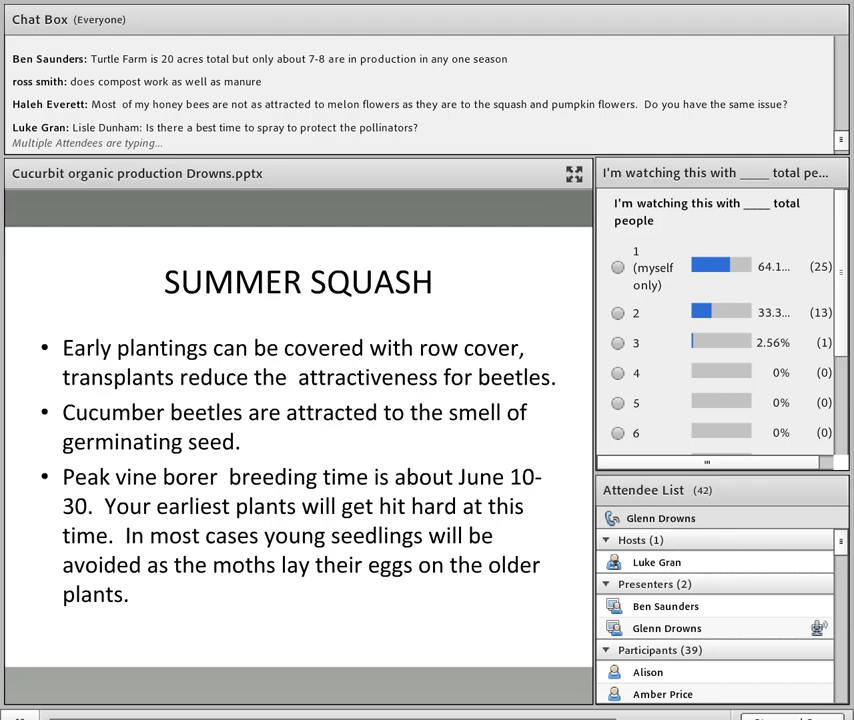 Chat Box (Everyone)
Ben Saunders: Turtle Farm is 20 acres total but only about 7-8 are in production in any one season
ross smith: does compost work as well as manure
Haleh Everett: Most of my honey bees are not as attracted to melon flowers as they are to the squash and pumpkin flowers. Do you have the same issue?
Luke Gran: Lisle Dunham: Is there a best time to spray to protect the pollinators?
Multiple Attendees are typing...
Cucurbit organic production Drowns.pptx
SUMMER SQUASH
• Early plantings can be covered with row cover,
transplants reduce the attractiveness for beetles.
• Cucumber beetles are attracted to the smell of
germinating seed.
• Peak vine borer breeding time is about June 10-
30. Your earliest plants will get hit hard at this
time. In most cases young seedlings will be
avoided as the moths lay their eggs on the older
plants.
I'm watching this with ____ total pe...
I'm watching this with ____ total
people
1
(myself
only)
64.1... (25)
2 33.3... (13)
3 2.56% (1)
4 0% (0)
5 0% (0)
6 0% (0)
Attendee List (42)
Glenn Drowns
Hosts (1)
Luke Gran
Presenters (2)
Ben Saunders
Glenn Drowns
Participants (39)
Alison
Amber Price